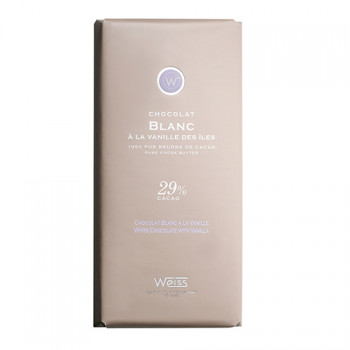 W
CHOCOLAT
BLANC
À LA VANILLE DES ÎLES
100% PUR BEURRE DE CACAO
PURE COCOA BUTTER
29%
CACAO
CHOCOLAT BLANC À LA VANILLE
WHITE CHOCOLATE WITH VANILLA
Weiss